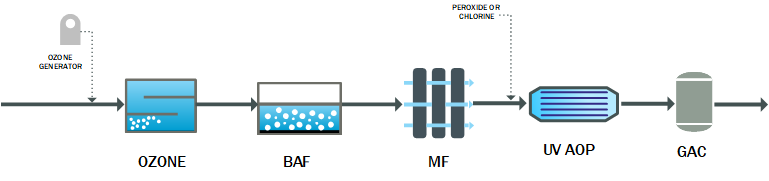 PEROXIDE OR
CHLORINE
OZONE
GENERATOR
OZONE
BAF
MF
UV AOP
GAC